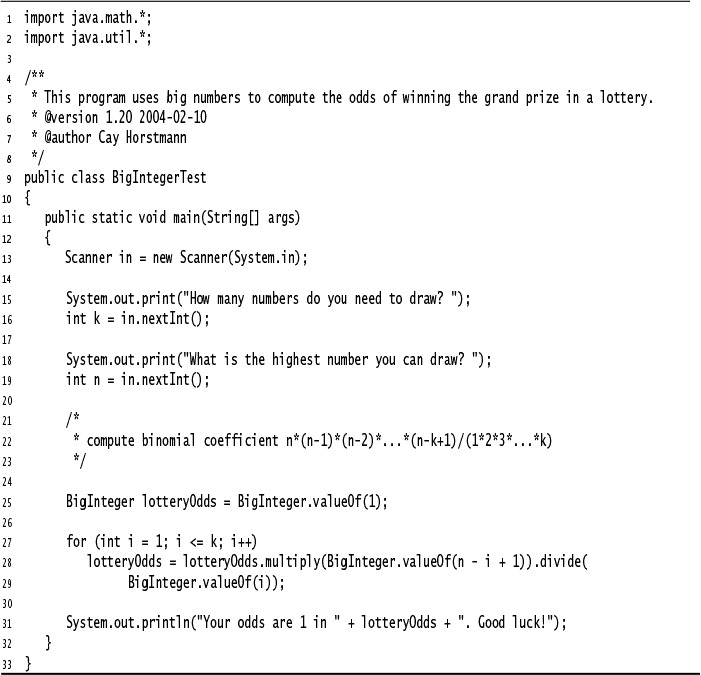 1 import java.math.*;
2 import java.util.*;
3
4 /**
5  * This program uses big numbers to compute the odds of winning the grand prize in a lottery.
6  * @version 1.20 2004-02-10
7  * @author Cay Horstmann
8  */
9 public class BigIntegerTest
10 {
11    public static void main(String[] args)
12    {
13       Scanner in = new Scanner(System.in);
14
15       System.out.print("How many numbers do you need to draw? ");
16       int k = in.nextInt();
17
18       System.out.print("What is the highest number you can draw? ");
19       int n = in.nextInt();
20
21       /*
22        * compute binomial coefficient n*(n-1)*(n-2)*...*(n-k+1)/(1*2*3*...*k)
23        */
24
25       BigInteger lotteryOdds = BigInteger.valueOf(1);
26
27       for (int i = 1; i <= k; i++)
28          lotteryOdds = lotteryOdds.multiply(BigInteger.valueOf(n - i + 1)).divide(
29                BigInteger.valueOf(i));
30
31       System.out.println("Your odds are 1 in " + lotteryOdds + ". Good luck!");
32    }
33 }